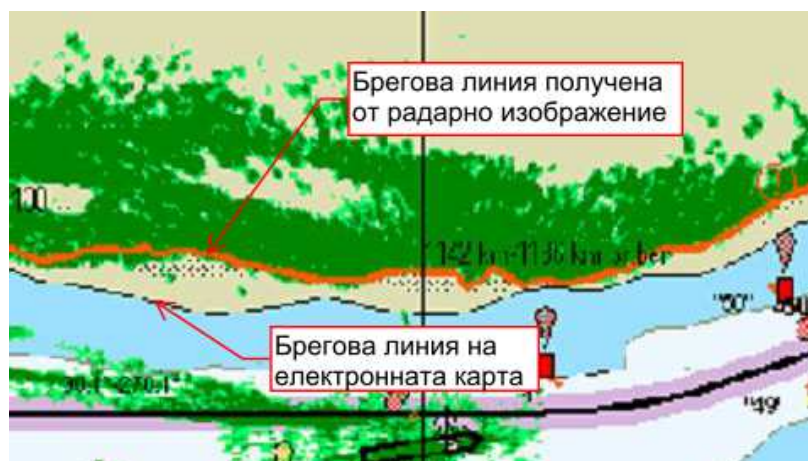 Брегова линия получена
от радарно изображение
Брегова линия на
електронната карта
"50"
"49"